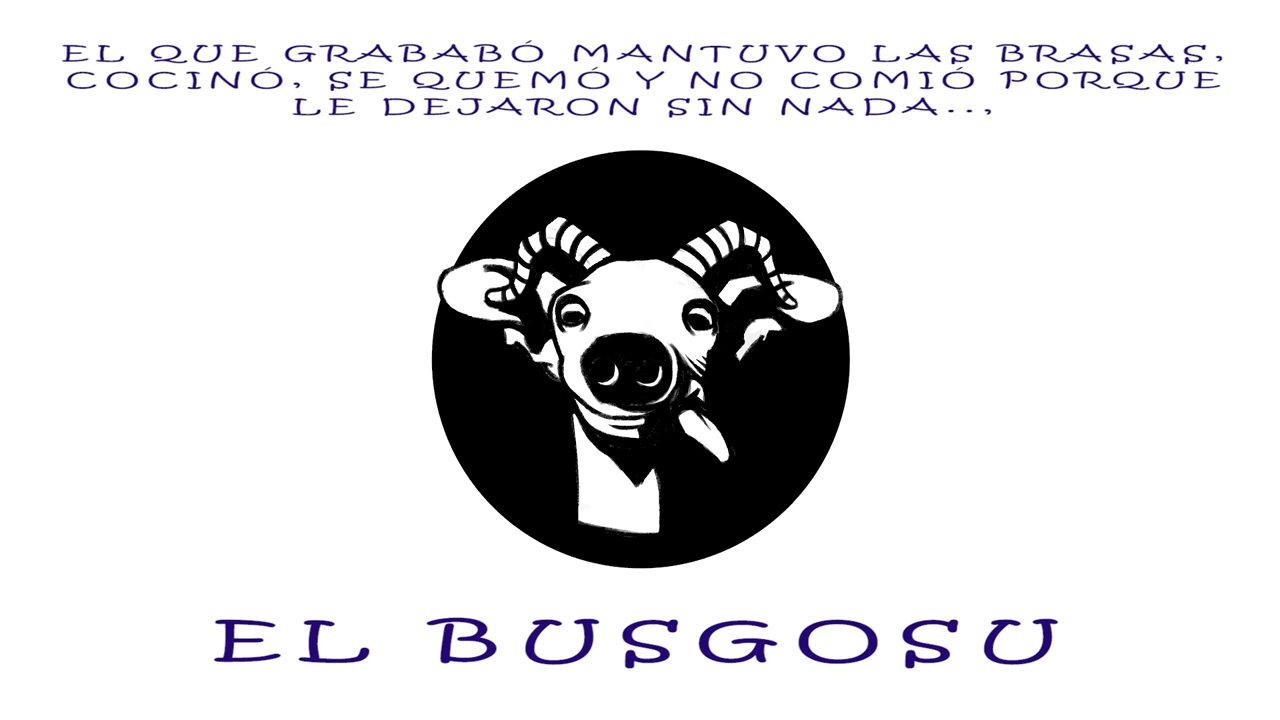 EL QUE GRABABÓ MANTUVO LAS BRASAS,
COCINÓ, SE QUEMÓ Y NO COMIÓ PORQUE
LE DEJARON SIN NADA..,
EL BUSGOSU